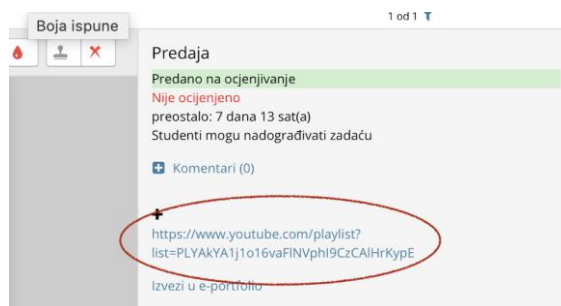 1 od 1
Boja ispune
Predaja
Predano na ocjenjivanje
Nije ocijenjeno
preostalo: 7 dana 13 sat(a)
Studenti mogu nadograđivati zadaću
Komentari (0)
https://www.youtube.com/playlist?
list=PLYAkYA1j1o16vaFlNVphI9CzCAlHrKypE
Izvezi u e-portfolio